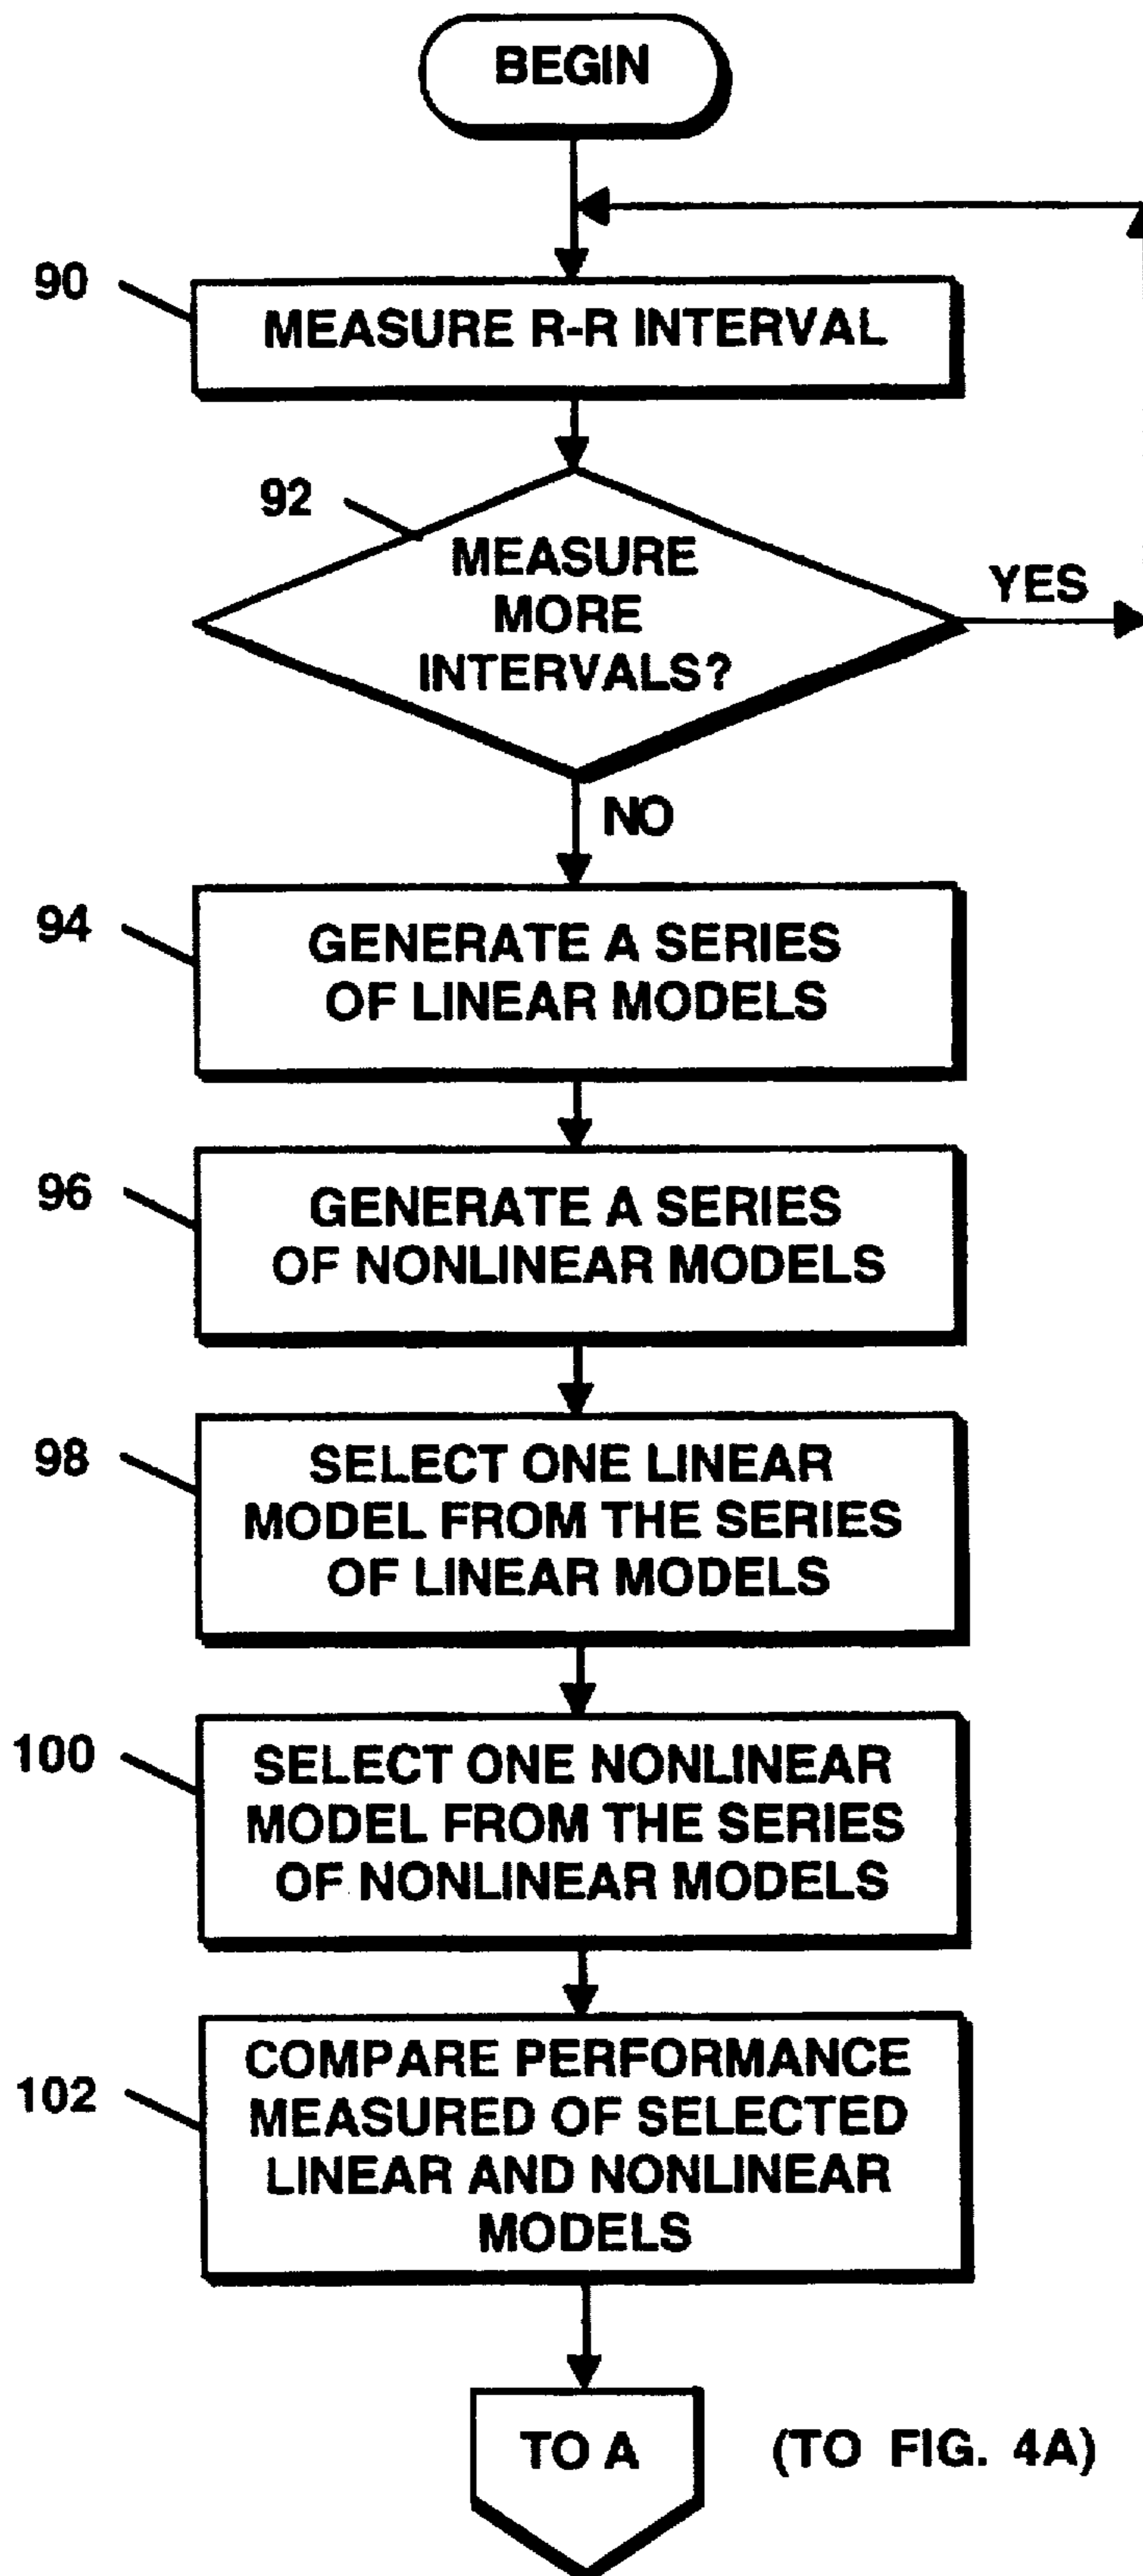 BEGIN
90
MEASURE R-R INTERVAL
92
MEASURE
MORE
INTERVALS?
YES
NO
94
GENERATE A SERIES
OF LINEAR MODELS
96
GENERATE A SERIES
OF NONLINEAR MODELS
98
SELECT ONE LINEAR
MODEL FROM THE SERIES
OF LINEAR MODELS
100
SELECT ONE NONLINEAR
MODEL FROM THE SERIES
OF NONLINEAR MODELS
102
COMPARE PERFORMANCE
MEASURED OF SELECTED
LINEAR AND NONLINEAR
MODELS
TO A
(TO FIG. 4A)